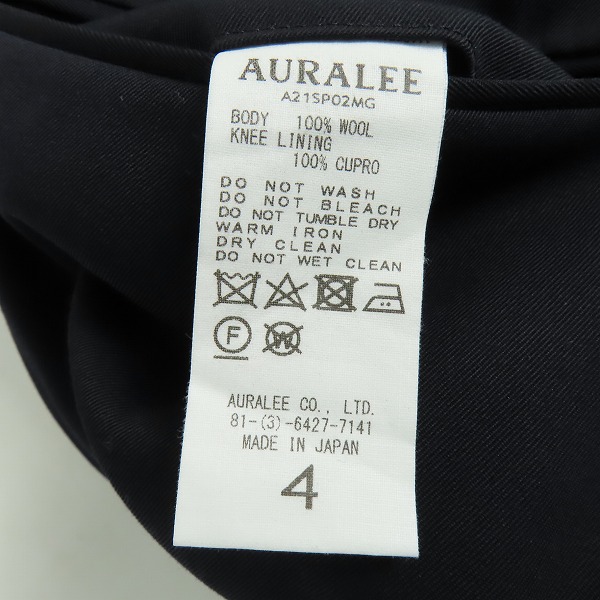 AURALEE
A21SP02MG
BODY 100% WOOL
KNEE LINING
100% CUPRO
DO NOT WASH
DO NOT BLEACH
DO NOT TUMBLE DRY
WARM IRON
DRY CLEAN
DO NOT WET CLEAN
F W
AURALEE CO., LTD.
81-(3)-6427-7141
MADE IN JAPAN
4